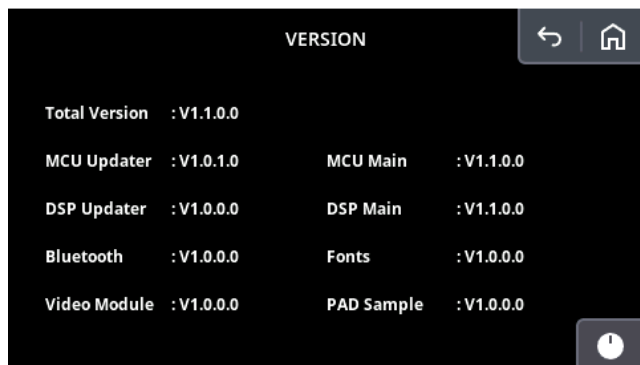 VERSION
Total Version : V1.1.0.0
MCU Updater : V1.0.1.0 MCU Main : V1.1.0.0
DSP Updater : V1.0.0.0 DSP Main : V1.1.0.0
Bluetooth : V1.0.0.0 Fonts : V1.0.0.0
Video Module : V1.0.0.0 PAD Sample : V1.0.0.0